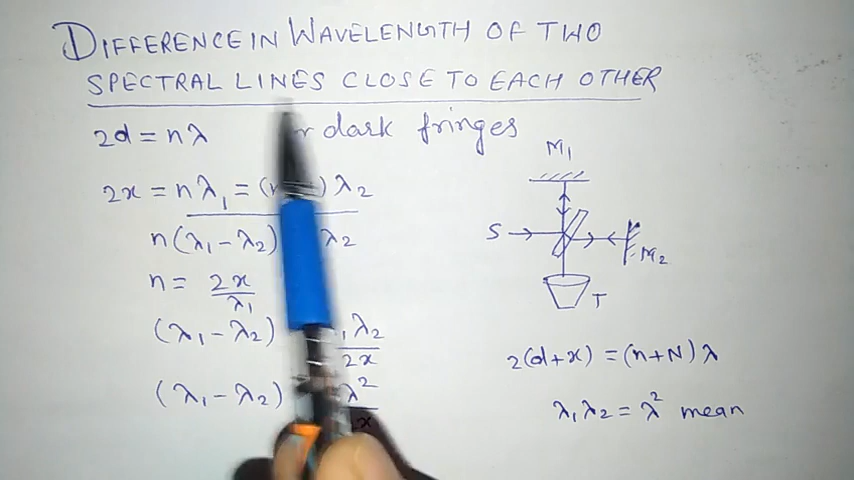 DIFFERENCE IN WAVELENGTH OF TWO
SPECTRAL LINES CLOSE TO EACH OTHER
2d = nλ dark fringes
2x = nλ₁ = ( ) λ₂
n(λ₁ - λ₂) λ₂
n = 2x/λ₁
(λ₁ - λ₂) λ₂/2x
(λ₁ - λ₂) λ²
M₁
S
M₂
T
2(d+x) = (n+N) λ
λ₁λ₂ = λ² mean